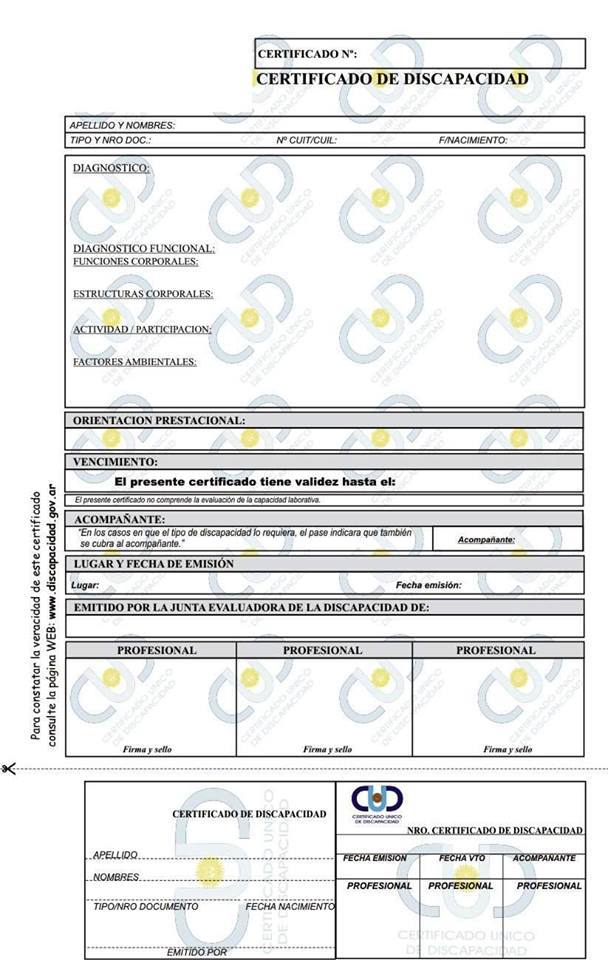 CERTIFICADO Nº:
CERTIFICADO DE DISCAPACIDAD
APELLIDO Y NOMBRES:
TIPO Y NRO DOC.: Nº CUIT/CUIL: F/NACIMIENTO:
DIAGNOSTICO:
DIAGNOSTICO FUNCIONAL:
FUNCIONES CORPORALES:
ESTRUCTURAS CORPORALES:
ACTIVIDAD / PARTICIPACION:
FACTORES AMBIENTALES:
ORIENTACION PRESTACIONAL:
VENCIMIENTO:
El presente certificado tiene validez hasta el:
El presente certificado no comprende la evaluación de la capacidad laborativa.
ACOMPAÑANTE:
“En los casos en que el tipo de discapacidad lo requiera, el pase indicara que también
se cubra al acompañante.”
Acompañante:
LUGAR Y FECHA DE EMISIÓN
Lugar: Fecha emisión:
EMITIDO POR LA JUNTA EVALUADORA DE LA DISCAPACIDAD DE:
PROFESIONAL PROFESIONAL PROFESIONAL
Firma y sello Firma y sello Firma y sello
Para constatar la veracidad de este certificado
consulte la página WEB: www.discapacidad.gov.ar
CERTIFICADO DE DISCAPACIDAD
APELLIDO
NOMBRES
TIPO/NRO DOCUMENTO FECHA NACIMIENTO
EMITIDO POR
CUD
CERTIFICADO UNICO
DE DISCAPACIDAD
NRO. CERTIFICADO DE DISCAPACIDAD
FECHA EMISION FECHA VTO ACOMPAÑANTE
PROFESIONAL PROFESIONAL PROFESIONAL
CERTIFICADO UNICO
DE DISCAPACIDAD